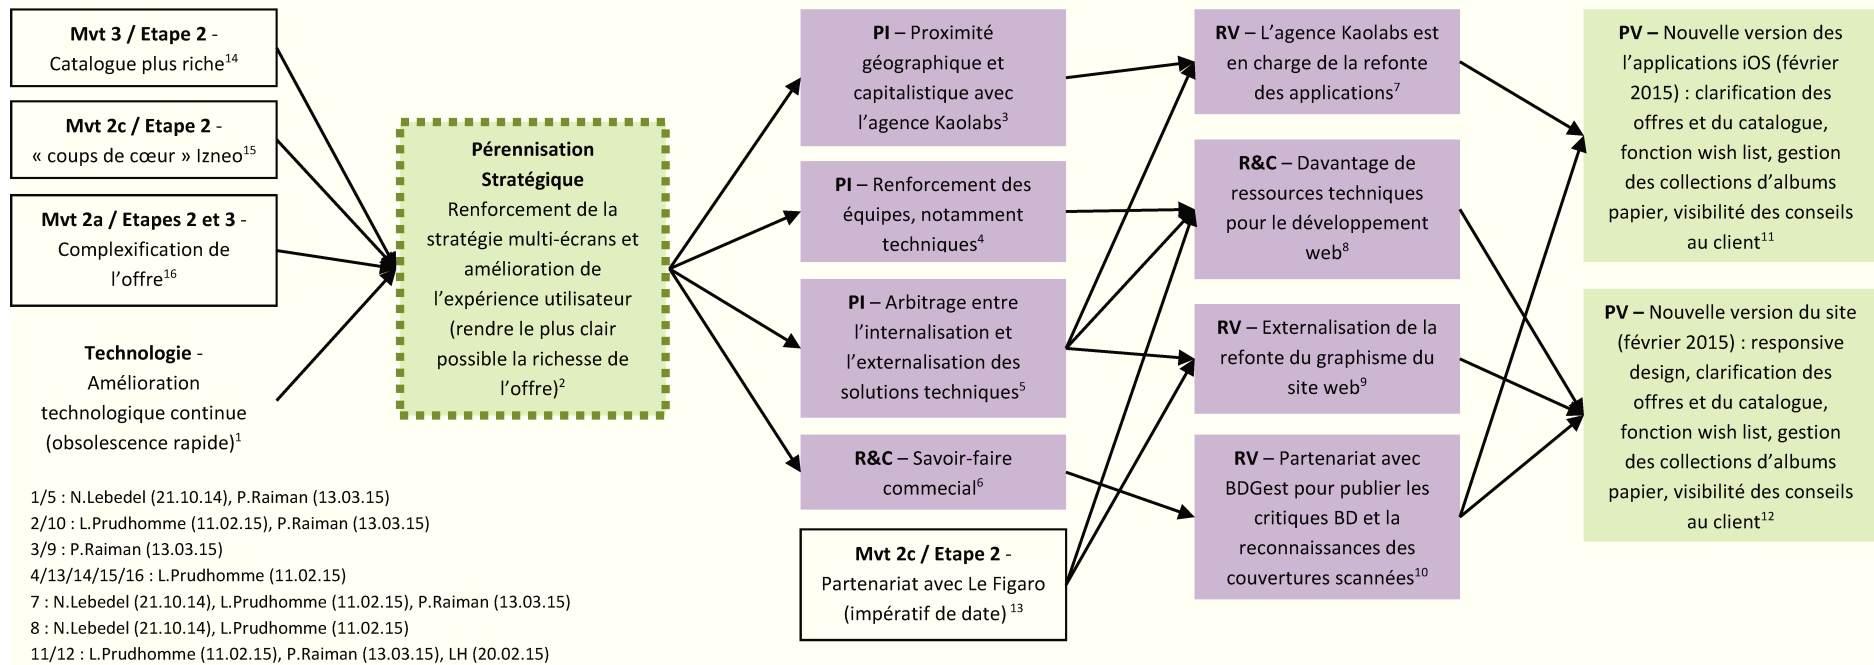 Mvt 3 / Etape 2 -
Catalogue plus riche14
Mvt 2c / Etape 2 -
« coups de cœur » Izneo15
Mvt 2a / Etapes 2 et 3 -
Complexification de
l’offre16
Technologie -
Amélioration
technologique continue
(obsolescence rapide)1
Pérennisation
Stratégique
Renforcement de la
stratégie multi-écrans et
amélioration de
l’expérience utilisateur
(rendre le plus clair
possible la richesse de
l’offre)2
PI – Proximité
géographique et
capitalistique avec
l’agence Kaolabs3
PI – Renforcement des
équipes, notamment
techniques4
PI – Arbitrage entre
l’internalisation et
l’externalisation des
solutions techniques5
R&C – Savoir-faire
commecial6
Mvt 2c / Etape 2 -
Partenariat avec Le Figaro
(impératif de date) 13
RV – L’agence Kaolabs est
en charge de la refonte
des applications7
R&C – Davantage de
ressources techniques
pour le développement
web8
RV – Externalisation de la
refonte du graphisme du
site web9
RV – Partenariat avec
BDGest pour publier les
critiques BD et la
reconnaissances des
couvertures scannées10
PV – Nouvelle version des
l’applications iOS (février
2015) : clarification des
offres et du catalogue,
fonction wish list, gestion
des collections d’albums
papier, visibilité des conseils
au client11
PV – Nouvelle version du site
(février 2015) : responsive
design, clarification des
offres et du catalogue,
fonction wish list, gestion
des collections d’albums
papier, visibilité des conseils
au client12
1/5 : N.Lebedel (21.10.14), P.Raiman (13.03.15)
2/10 : L.Prudhomme (11.02.15), P.Raiman (13.03.15)
3/9 : P.Raiman (13.03.15)
4/13/14/15/16 : L.Prudhomme (11.02.15)
7 : N.Lebedel (21.10.14), L.Prudhomme (11.02.15), P.Raiman (13.03.15)
8 : N.Lebedel (21.10.14), L.Prudhomme (11.02.15)
11/12 : L.Prudhomme (11.02.15), P.Raiman (13.03.15), LH (20.02.15)